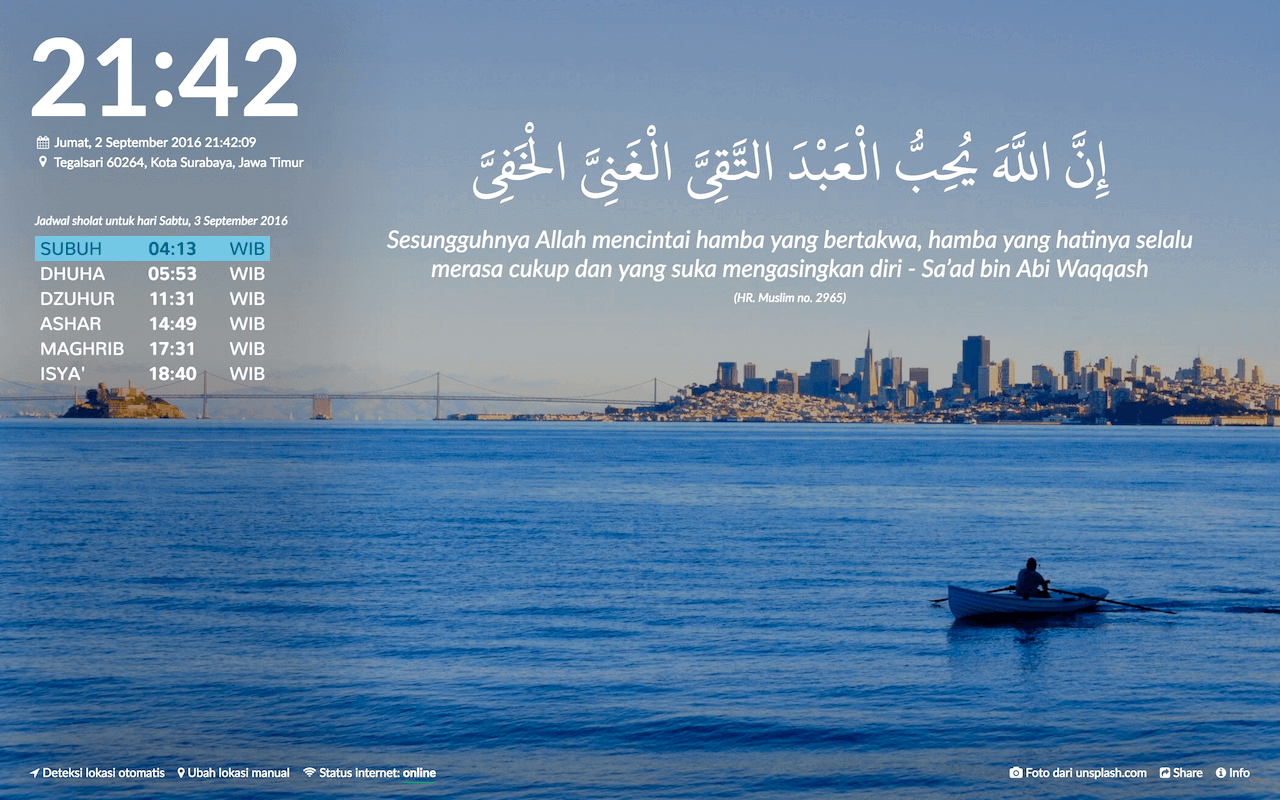 21:42
Jumat, 2 September 2016 21:42:09
Tegalsari 60264, Kota Surabaya, Jawa Timur
Jadwal sholat untuk hari Sabtu, 3 September 2016
SUBUH 04:13 WIB
DHUHA 05:53 WIB
DZUHUR 11:31 WIB
ASHAR 14:49 WIB
MAGHRIB 17:31 WIB
ISYA' 18:40 WIB
إِنَّ اللَّهَ يُحِبُّ الْعَبْدَ التَّقِىَّ الْغَنِىَّ الْخَفِىَّ
Sesungguhnya Allah mencintai hamba yang bertakwa, hamba yang hatinya selalu
merasa cukup dan yang suka mengasingkan diri - Sa’ad bin Abi Waqqash
(HR. Muslim no. 2965)
Deteksi lokasi otomatis Ubah lokasi manual Status internet: online
Foto dari unsplash.com Share Info